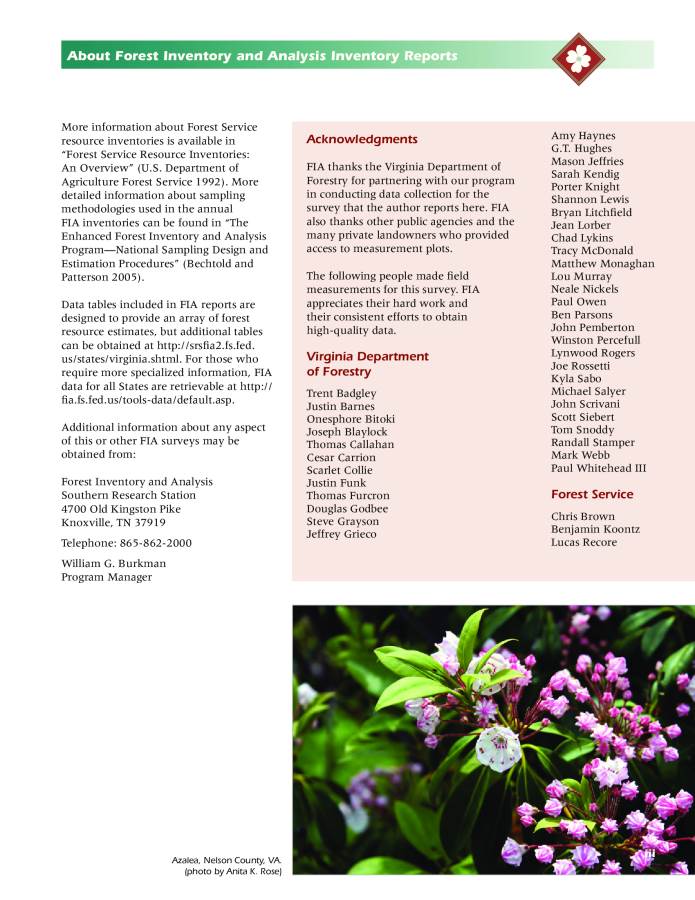 About Forest Inventory and Analysis Inventory Reports
More information about Forest Service
resource inventories is available in
“Forest Service Resource Inventories:
An Overview” (U.S. Department of
Agriculture Forest Service 1992). More
detailed information about sampling
methodologies used in the annual
FIA inventories can be found in “The
Enhanced Forest Inventory and Analysis
Program—National Sampling Design and
Estimation Procedures” (Bechtold and
Patterson 2005).
Data tables included in FIA reports are
designed to provide an array of forest
resource estimates, but additional tables
can be obtained at http://srsfia2.fs.fed.
us/states/virginia.shtml. For those who
require more specialized information, FIA
data for all States are retrievable at http://
fia.fs.fed.us/tools-data/default.asp.
Additional information about any aspect
of this or other FIA surveys may be
obtained from:
Forest Inventory and Analysis
Southern Research Station
4700 Old Kingston Pike
Knoxville, TN 37919
Telephone: 865-862-2000
William G. Burkman
Program Manager
Acknowledgments
FIA thanks the Virginia Department of
Forestry for partnering with our program
in conducting data collection for the
survey that the author reports here. FIA
also thanks other public agencies and the
many private landowners who provided
access to measurement plots.
The following people made field
measurements for this survey. FIA
appreciates their hard work and
their consistent efforts to obtain
high-quality data.
Virginia Department
of Forestry
Trent Badgley
Justin Barnes
Onesphore Bitoki
Joseph Blaylock
Thomas Callahan
Cesar Carrion
Scarlet Collie
Justin Funk
Thomas Furcron
Douglas Godbee
Steve Grayson
Jeffrey Grieco
Amy Haynes
G.T. Hughes
Mason Jeffries
Sarah Kendig
Porter Knight
Shannon Lewis
Bryan Litchfield
Jean Lorber
Chad Lykins
Tracy McDonald
Matthew Monaghan
Lou Murray
Neale Nickels
Paul Owen
Ben Parsons
John Pemberton
Winston Percefull
Lynwood Rogers
Joe Rossetti
Kyla Sabo
Michael Salyer
John Scrivani
Scott Siebert
Tom Snoddy
Randall Stamper
Mark Webb
Paul Whitehead III
Forest Service
Chris Brown
Benjamin Koontz
Lucas Recore
Azalea, Nelson County, VA.
(photo by Anita K. Rose)
iii